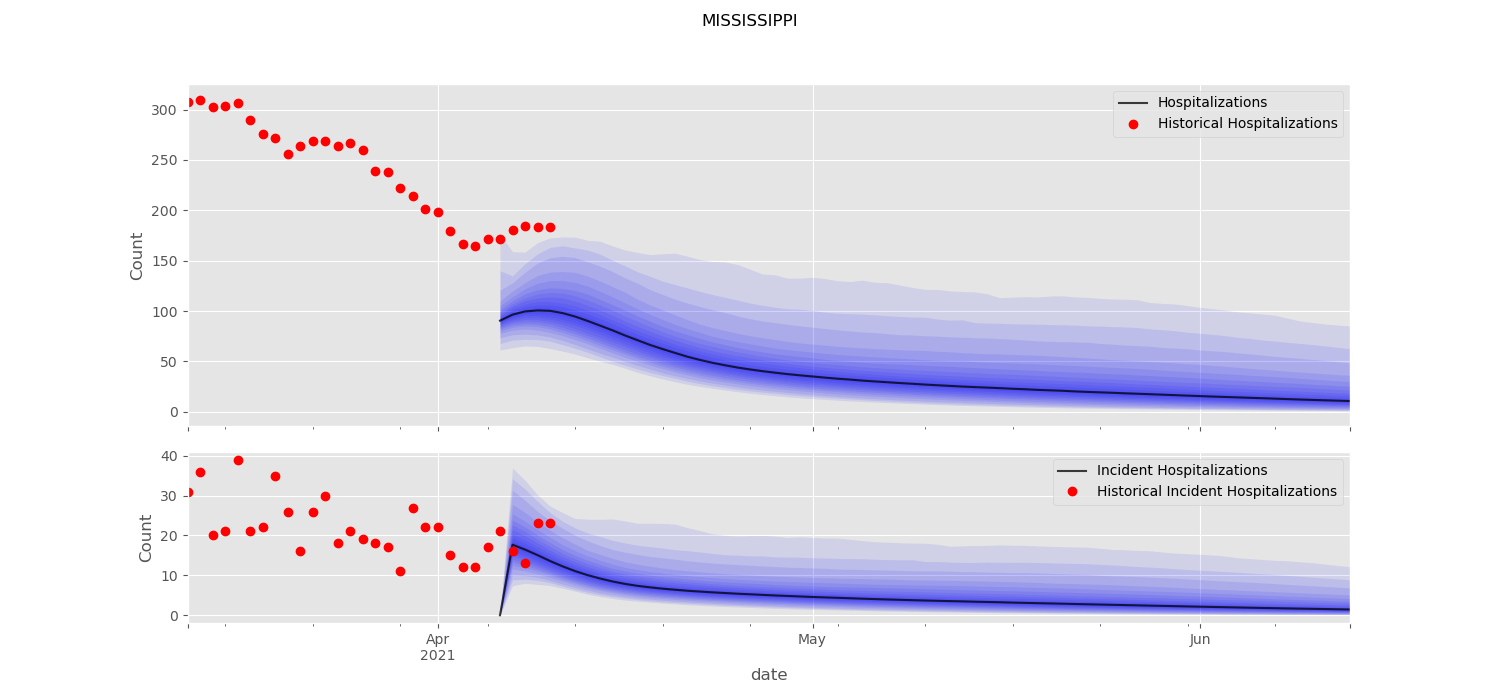 MISSISSIPPI
Count
300
250
200
150
100
50
0
Hospitalizations
Historical Hospitalizations
Count
40
30
20
10
0
Incident Hospitalizations
Historical Incident Hospitalizations
Apr
2021
May
Jun
date